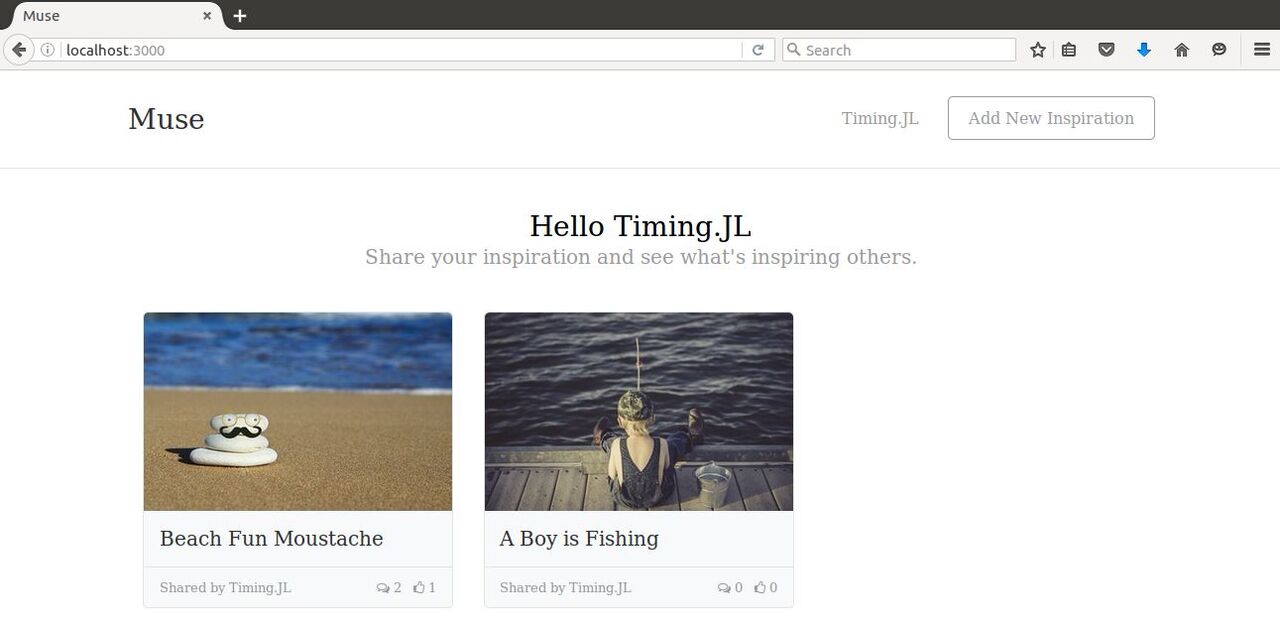 Muse
localhost:3000
Search
Muse
Timing.JL
Add New Inspiration
Hello Timing.JL
Share your inspiration and see what's inspiring others.
Beach Fun Moustache
Shared by Timing.JL 2 1
A Boy is Fishing
Shared by Timing.JL 0 0